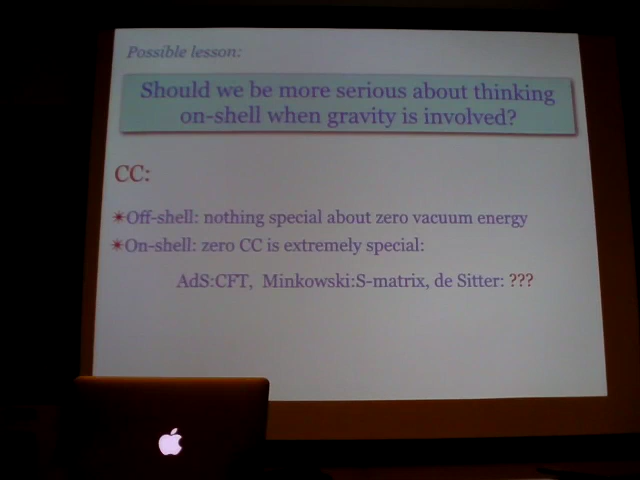 Possible lesson:
Should we be more serious about thinking
on-shell when gravity is involved?
CC:
✴Off-shell: nothing special about zero vacuum energy
✴On-shell: zero CC is extremely special:
AdS:CFT, Minkowski:S-matrix, de Sitter: ???